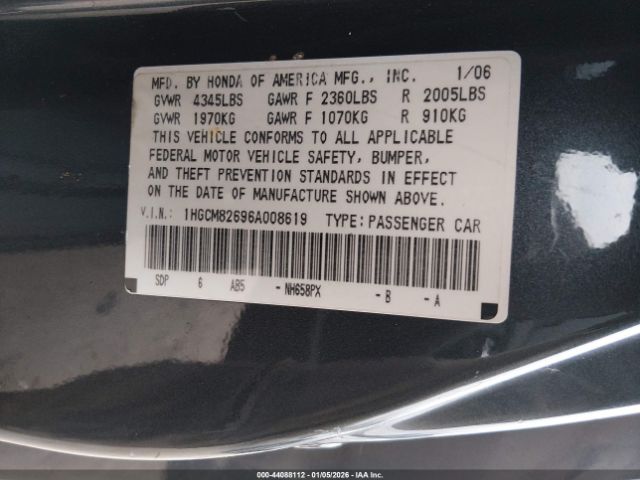 MFD. BY HONDA OF AMERICA MFG., INC. 1/06
GVWR 4345LBS GAWR F 2360LBS R 2005LBS
GVWR 1970KG GAWR F 1070KG R 910KG
THIS VEHICLE CONFORMS TO ALL APPLICABLE
FEDERAL MOTOR VEHICLE SAFETY, BUMPER,
AND THEFT PREVENTION STANDARDS IN EFFECT
ON THE DATE OF MANUFACTURE SHOWN ABOVE.
V.I.N.: 1HGCM82696A008619 TYPE: PASSENGER CAR
SDP 6 AB5 -NH658PX -B -A
000-44088112 - 01/05/2026 - IAA Inc.